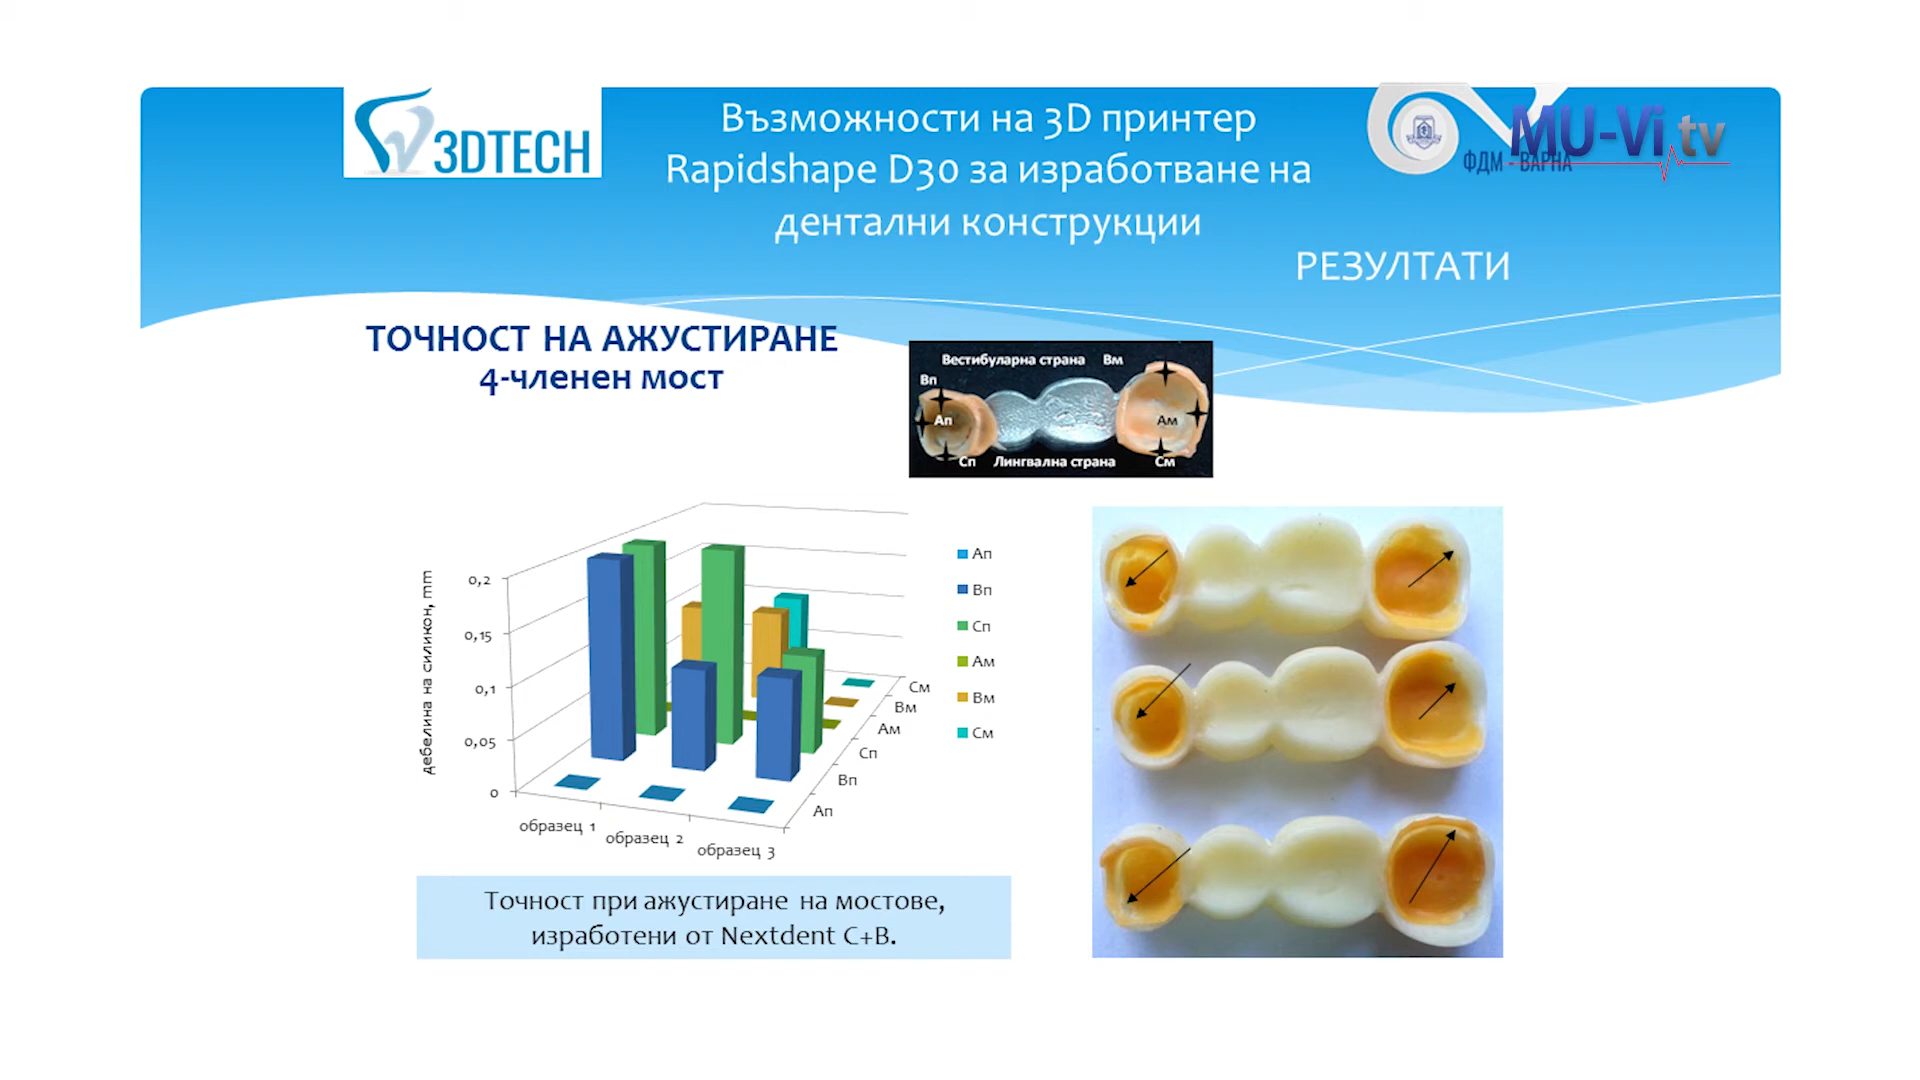 3DTECH
Възможности на 3D принтер
Rapidshape D30 за изработване на
дентални конструкции
РЕЗУЛТАТИ
ФДМ - ВАРНА
MU-Vi.tv
ТОЧНОСТ НА АЖУСТИРАНЕ
4-членен мост
Вестибуларна страна Вм
Вп
Ап
Ам
Сп Лингвална страна См
дебелина на силикон, mm
0,2
0,15
0,1
0,05
0
образец 1
образец 2
образец 3
См
Вм
Ам
Сп
Вп
Ап
Ап
Вп
Сп
Ам
Вм
См
Точност при ажустиране на мостове,
изработени от Nextdent C+B.